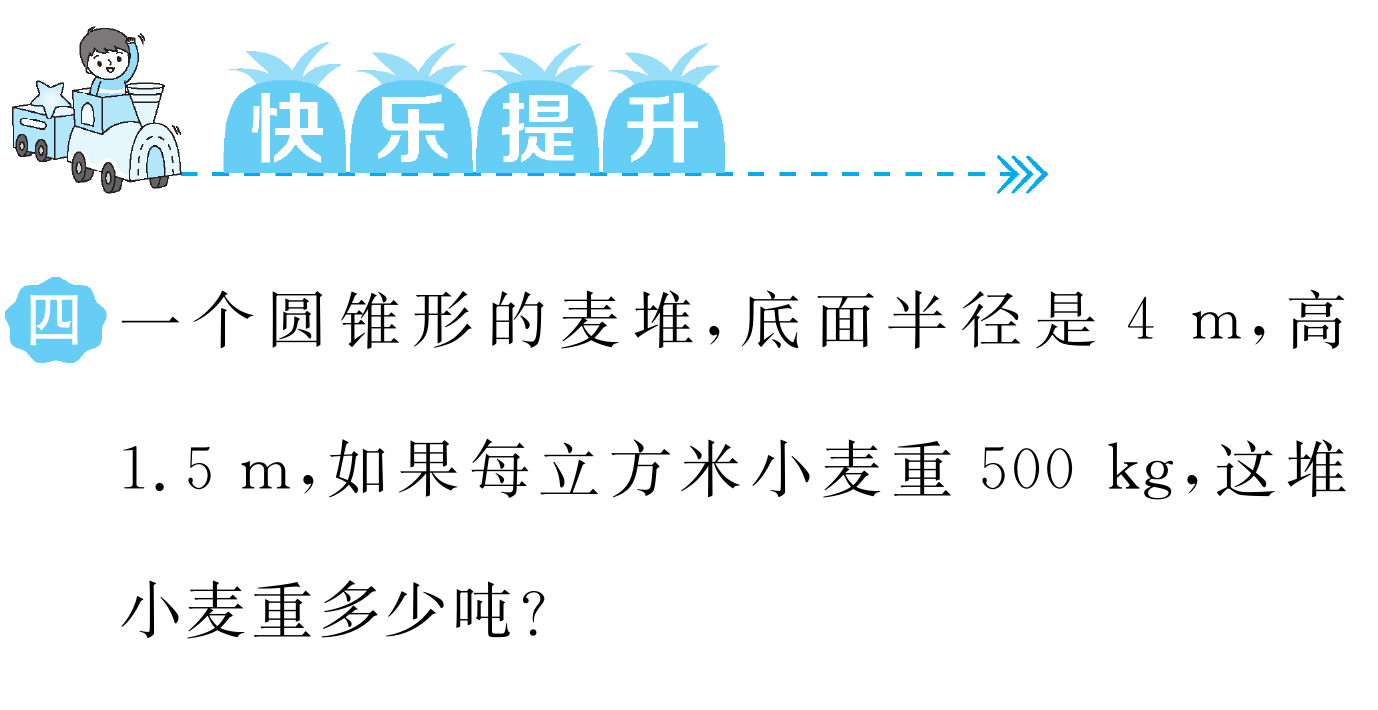 快乐提升
四 一个圆锥形的麦堆,底面半径是 4 m,高
1.5 m,如果每立方米小麦重 500 kg,这堆
小麦重多少吨?